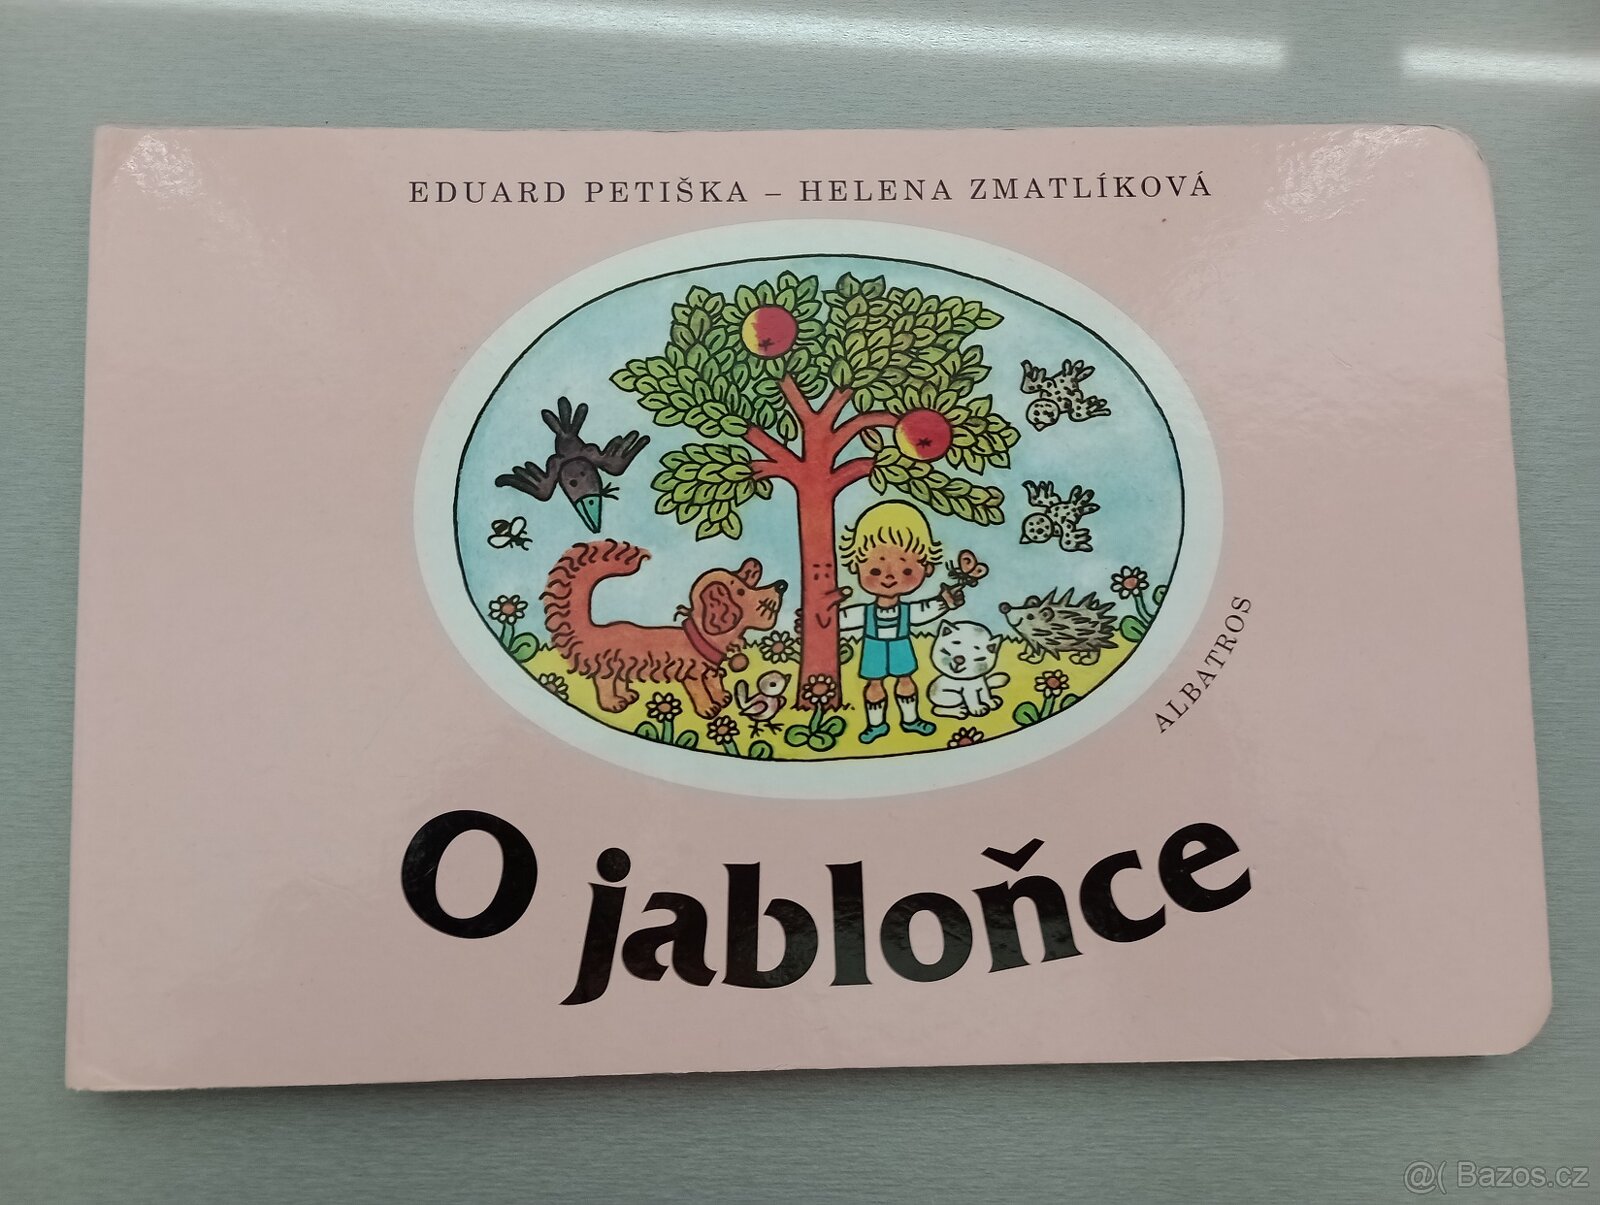 EDUARD PETIŠKA – HELENA ZMATLÍKOVÁ
ALBATROS
O jabloňce
@( Bazos.cz